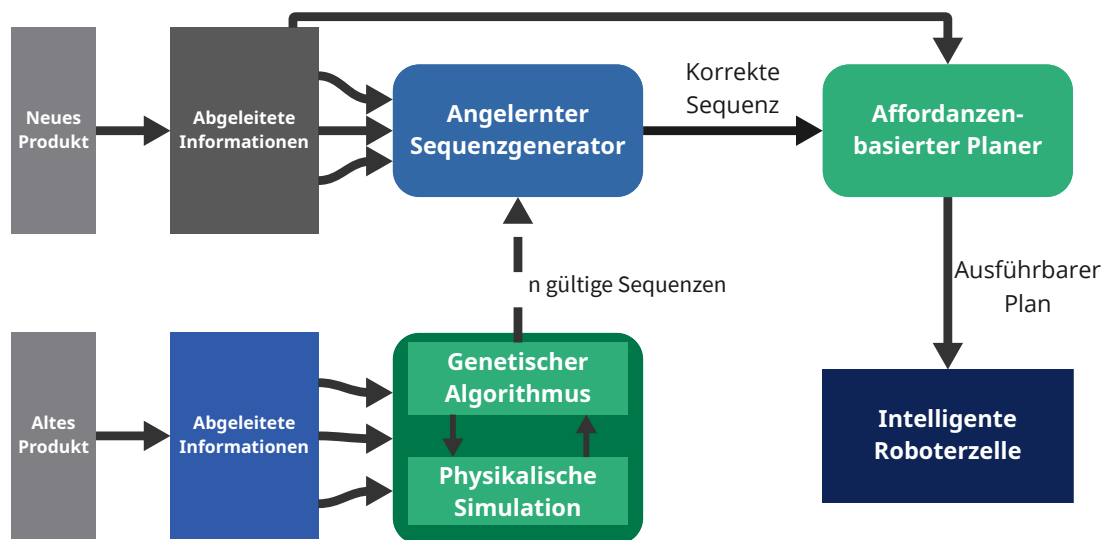 Neues
Produkt
Abgeleitete
Informationen
Angelernter
Sequenzgenerator
Korrekte
Sequenz
Affordanzen-
basierter Planer
n gültige Sequenzen
Ausführbarer
Plan
Altes
Produkt
Abgeleitete
Informationen
Genetischer
Algorithmus
Physikalische
Simulation
Intelligente
Roboterzelle